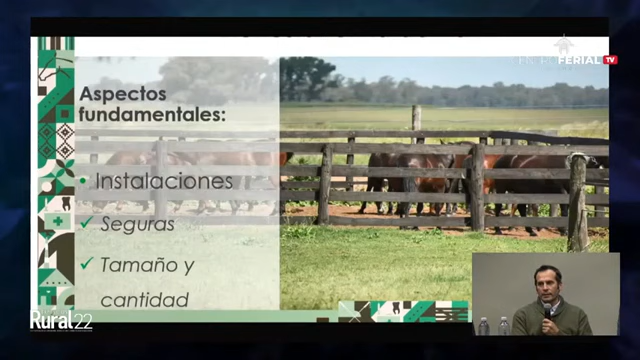 FERIAL TV
Aspectos
fundamentales:
• Instalaciones
✓ Seguras
✓ Tamaño y
cantidad
Rural22